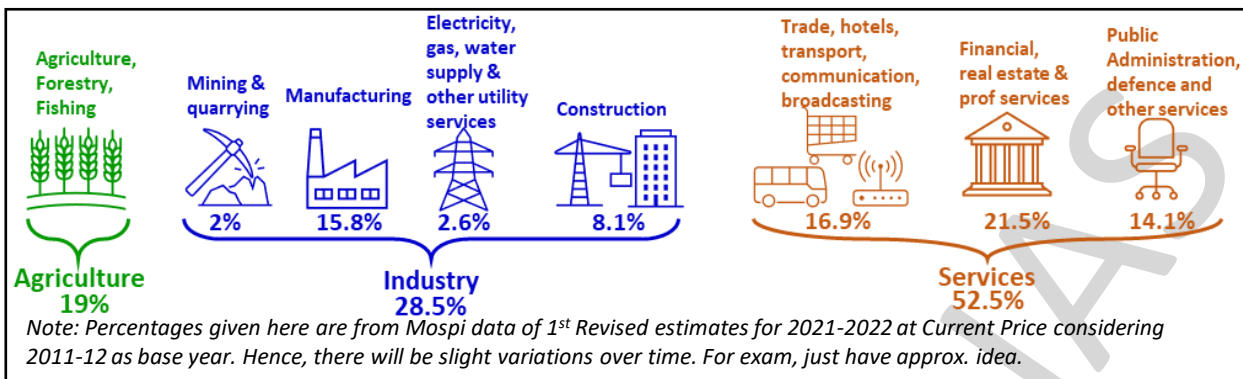 Agriculture,
Forestry,
Fishing
Mining &
quarrying
Manufacturing
Electricity,
gas, water
supply &
other utility
services
Construction
Trade, hotels,
transport,
communication,
broadcasting
Financial,
real estate &
prof services
Public
Administration,
defence and
other services
2%
15.8%
2.6%
8.1%
16.9%
21.5%
14.1%
Agriculture
19%
Industry
28.5%
Services
52.5%
Note: Percentages given here are from Mospi data of 1st Revised estimates for 2021-2022 at Current Price considering
2011-12 as base year. Hence, there will be slight variations over time. For exam, just have approx. idea.
IAS